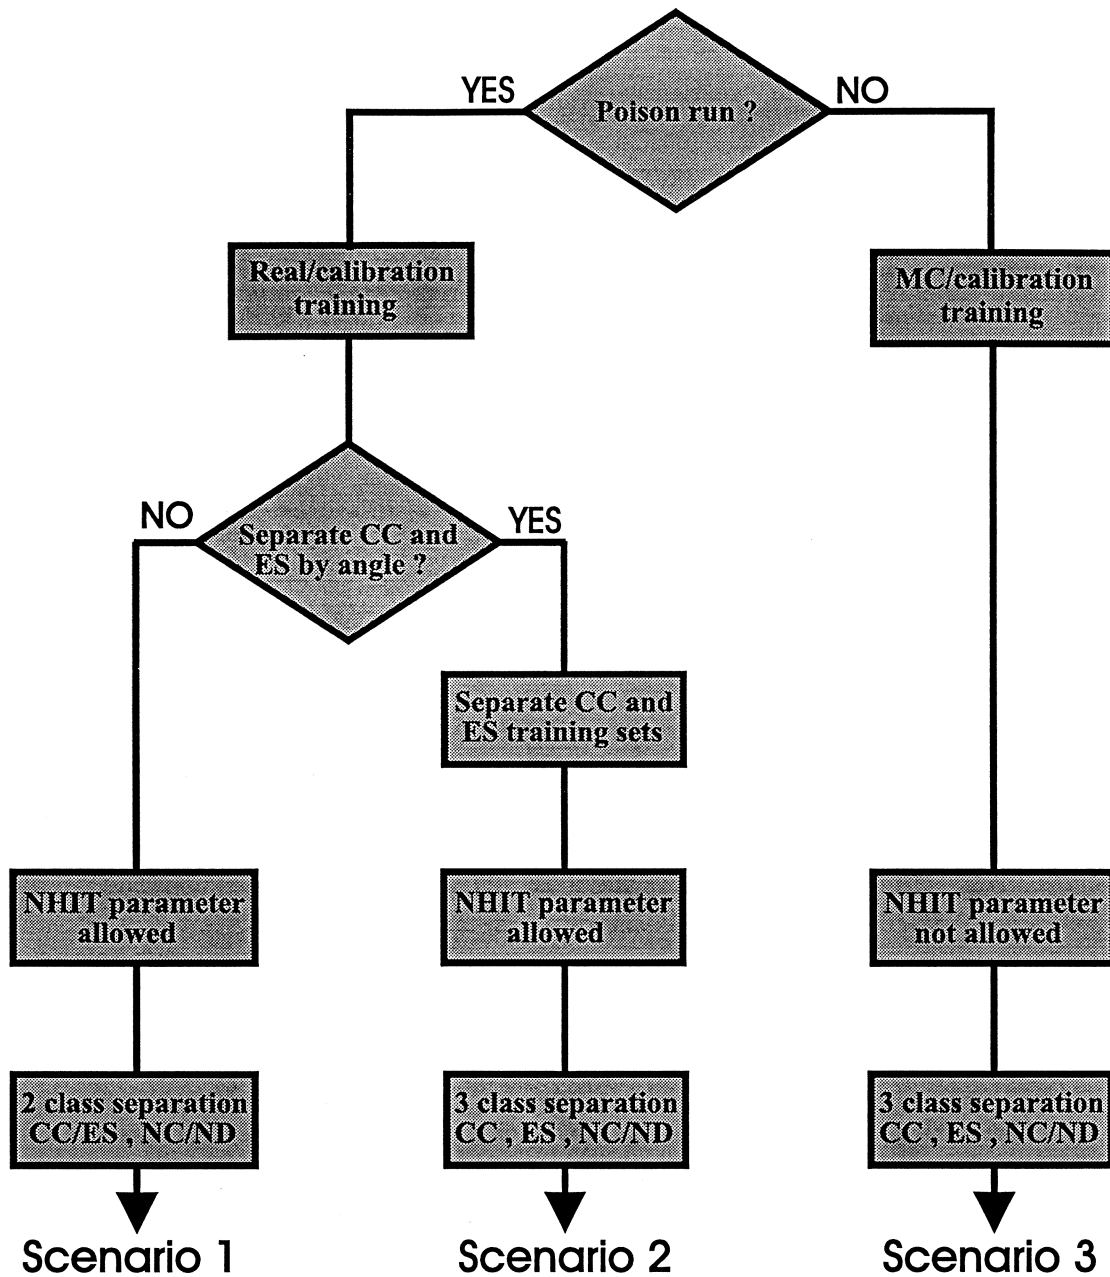 YES
Poison run ?
NO
Real/calibration
training
MC/calibration
training
NO
Separate CC and
ES by angle ?
YES
Separate CC and
ES training sets
NHIT parameter
allowed
NHIT parameter
allowed
NHIT parameter
not allowed
2 class separation
CC/ES , NC/ND
3 class separation
CC , ES , NC/ND
3 class separation
CC , ES , NC/ND
Scenario 1
Scenario 2
Scenario 3